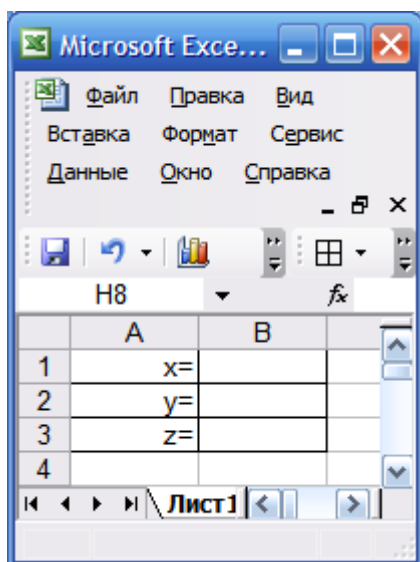 Microsoft Exce...
Файл Правка Вид
Вставка Формат Сервис
Данные Окно Справка
H8 fx
A B
1 x=
2 y=
3 z=
4
Лист1